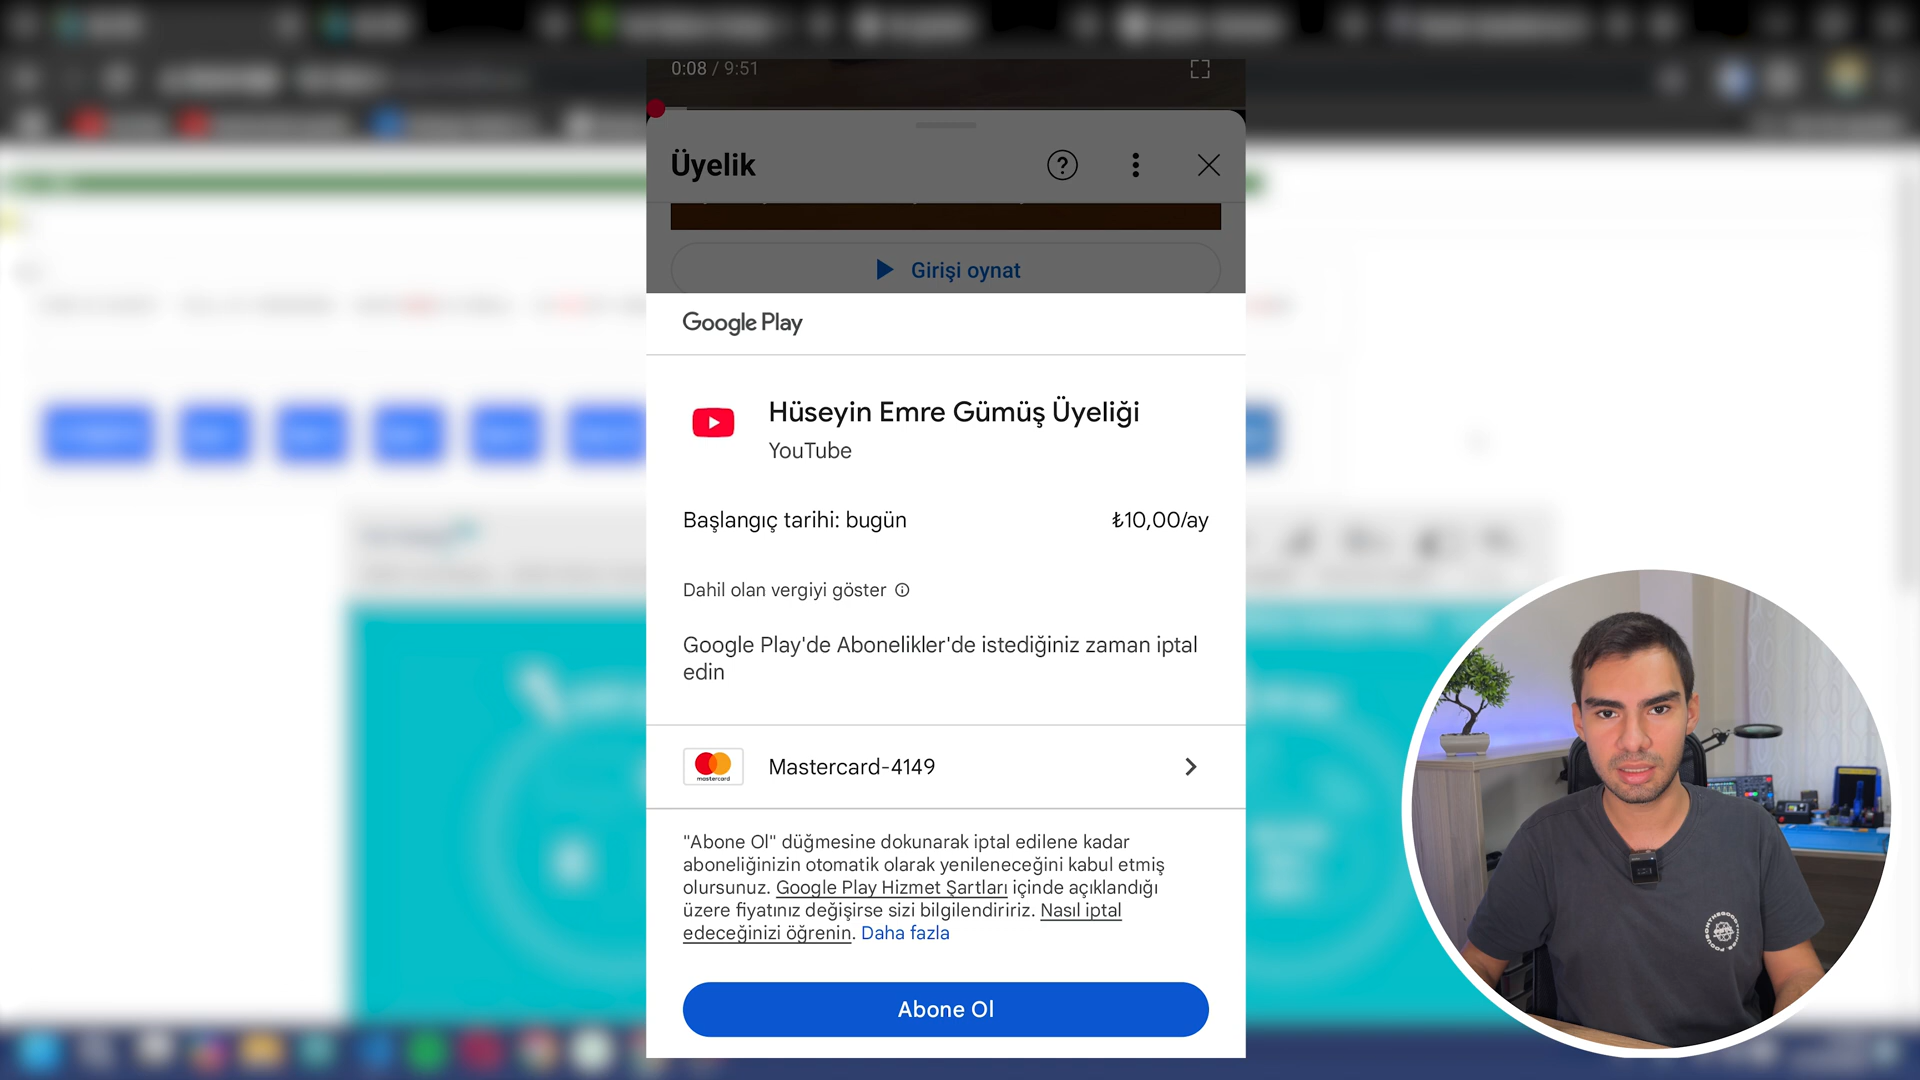 0:08 / 9:51
Üyelik
Girişi oynat
Google Play
Hüseyin Emre Gümüş Üyeliği
YouTube
Başlangıç tarihi: bugün
₺10,00/ay
Dahil olan vergiyi göster
Google Play'de Abonelikler'de istediğiniz zaman iptal
edin
mastercard
Mastercard-4149
"Abone Ol" düğmesine dokunarak iptal edilene kadar
aboneliğinizin otomatik olarak yenileneceğini kabul etmiş
olursunuz. Google Play Hizmet Şartları içinde açıklandığı
üzere fiyatınız değişirse sizi bilgilendiririz. Nasıl iptal
edeceğinizi öğrenin. Daha fazla
Abone Ol